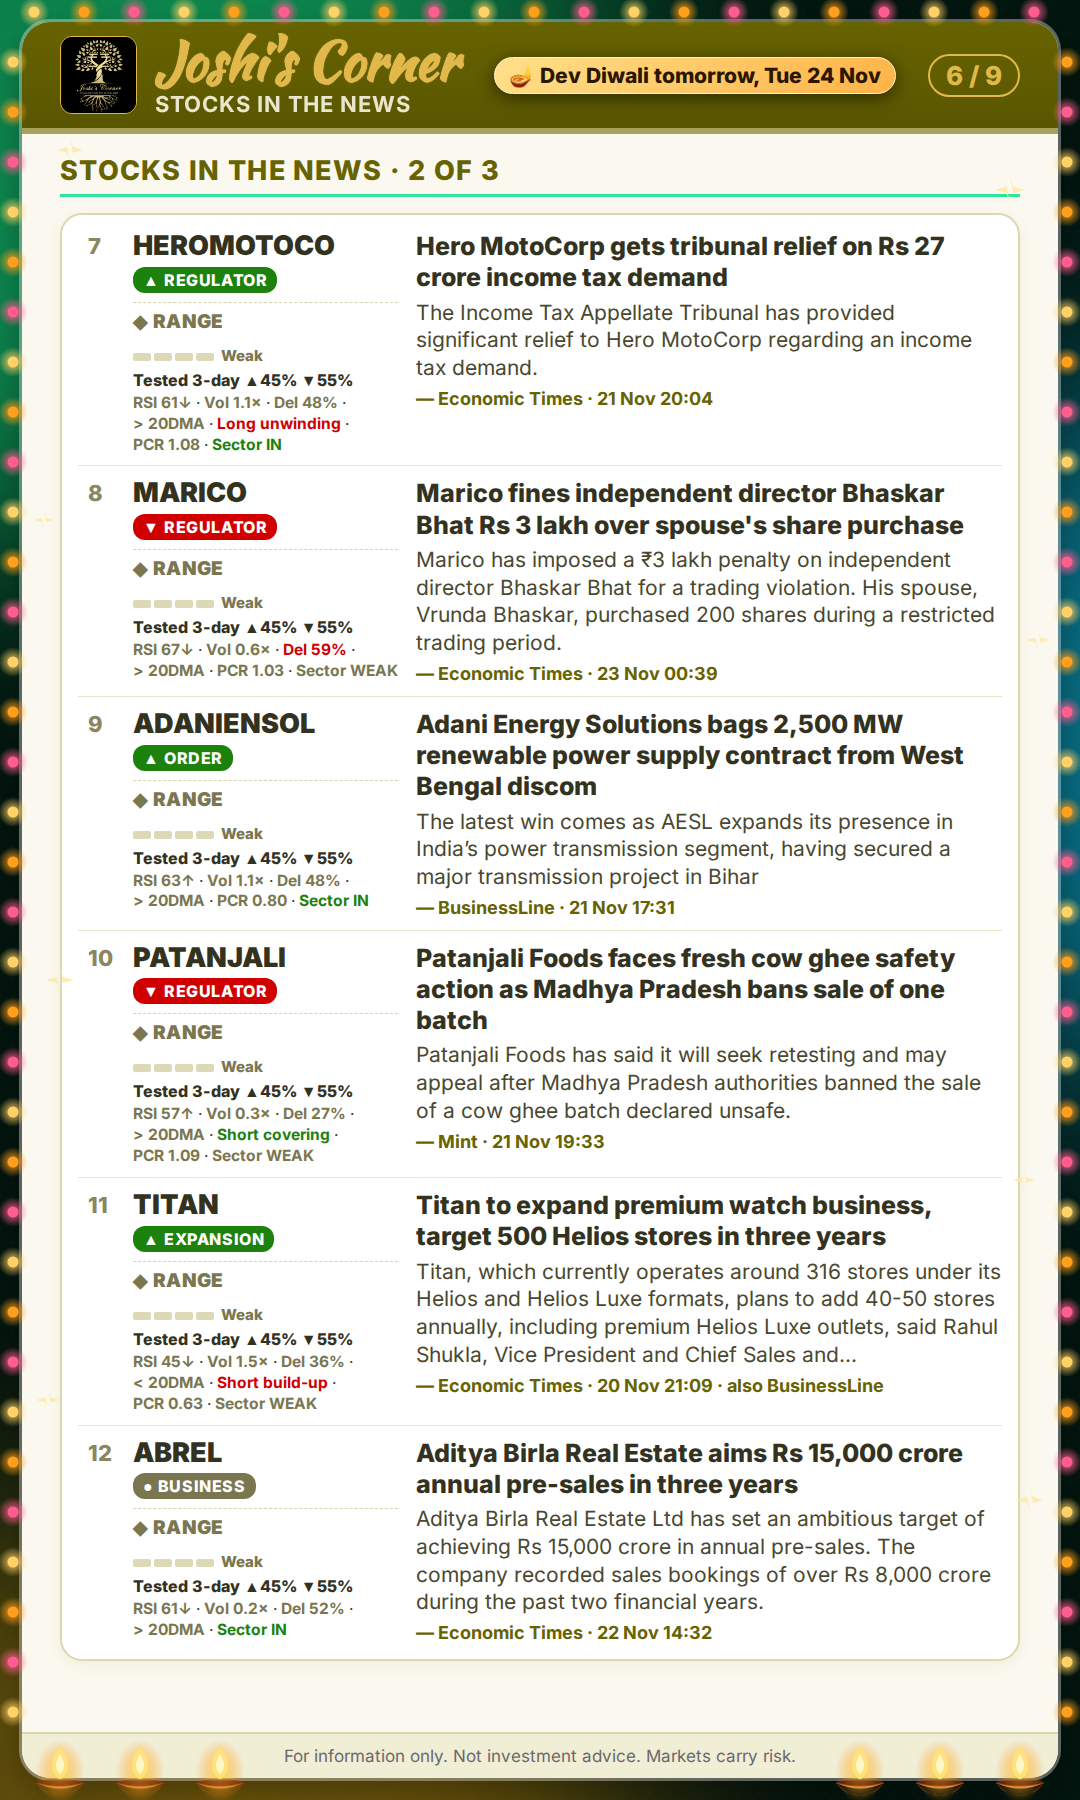 Joshi's Corner
STOCKS IN THE NEWS
Joshi's Corner
🪔 Dev Diwali tomorrow, Tue 24 Nov
6 / 9
STOCKS IN THE NEWS · 2 OF 3
7
HEROMOTOCO
▲ REGULATOR
◆ RANGE
Weak
Tested 3-day ▲45% ▼55%
RSI 61↓ · Vol 1.1× · Del 48% ·
> 20DMA · Long unwinding ·
PCR 1.08 · Sector IN
Hero MotoCorp gets tribunal relief on Rs 27
crore income tax demand
The Income Tax Appellate Tribunal has provided
significant relief to Hero MotoCorp regarding an income
tax demand.
— Economic Times · 21 Nov 20:04
8
MARICO
▼ REGULATOR
◆ RANGE
Weak
Tested 3-day ▲45% ▼55%
RSI 67↓ · Vol 0.6× · Del 59% ·
> 20DMA · PCR 1.03 · Sector WEAK
Marico fines independent director Bhaskar
Bhat Rs 3 lakh over spouse's share purchase
Marico has imposed a ₹3 lakh penalty on independent
director Bhaskar Bhat for a trading violation. His spouse,
Vrunda Bhaskar, purchased 200 shares during a restricted
trading period.
— Economic Times · 23 Nov 00:39
9
ADANIENSOL
▲ ORDER
◆ RANGE
Weak
Tested 3-day ▲45% ▼55%
RSI 63↑ · Vol 1.1× · Del 48% ·
> 20DMA · PCR 0.80 · Sector IN
Adani Energy Solutions bags 2,500 MW
renewable power supply contract from West
Bengal discom
The latest win comes as AESL expands its presence in
India’s power transmission segment, having secured a
major transmission project in Bihar
— BusinessLine · 21 Nov 17:31
10
PATANJALI
▼ REGULATOR
◆ RANGE
Weak
Tested 3-day ▲45% ▼55%
RSI 57↑ · Vol 0.3× · Del 27% ·
> 20DMA · Short covering ·
PCR 1.09 · Sector WEAK
Patanjali Foods faces fresh cow ghee safety
action as Madhya Pradesh bans sale of one
batch
Patanjali Foods has said it will seek retesting and may
appeal after Madhya Pradesh authorities banned the sale
of a cow ghee batch declared unsafe.
— Mint · 21 Nov 19:33
11
TITAN
▲ EXPANSION
◆ RANGE
Weak
Tested 3-day ▲45% ▼55%
RSI 45↓ · Vol 1.5× · Del 36% ·
< 20DMA · Short build-up ·
PCR 0.63 · Sector WEAK
Titan to expand premium watch business,
target 500 Helios stores in three years
Titan, which currently operates around 316 stores under its
Helios and Helios Luxe formats, plans to add 40-50 stores
annually, including premium Helios Luxe outlets, said Rahul
Shukla, Vice President and Chief Sales and...
— Economic Times · 20 Nov 21:09 · also BusinessLine
12
ABREL
● BUSINESS
◆ RANGE
Weak
Tested 3-day ▲45% ▼55%
RSI 61↓ · Vol 0.2× · Del 52% ·
> 20DMA · Sector IN
Aditya Birla Real Estate aims Rs 15,000 crore
annual pre-sales in three years
Aditya Birla Real Estate Ltd has set an ambitious target of
achieving Rs 15,000 crore in annual pre-sales. The
company recorded sales bookings of over Rs 8,000 crore
during the past two financial years.
— Economic Times · 22 Nov 14:32
For information only. Not investment advice. Markets carry risk.